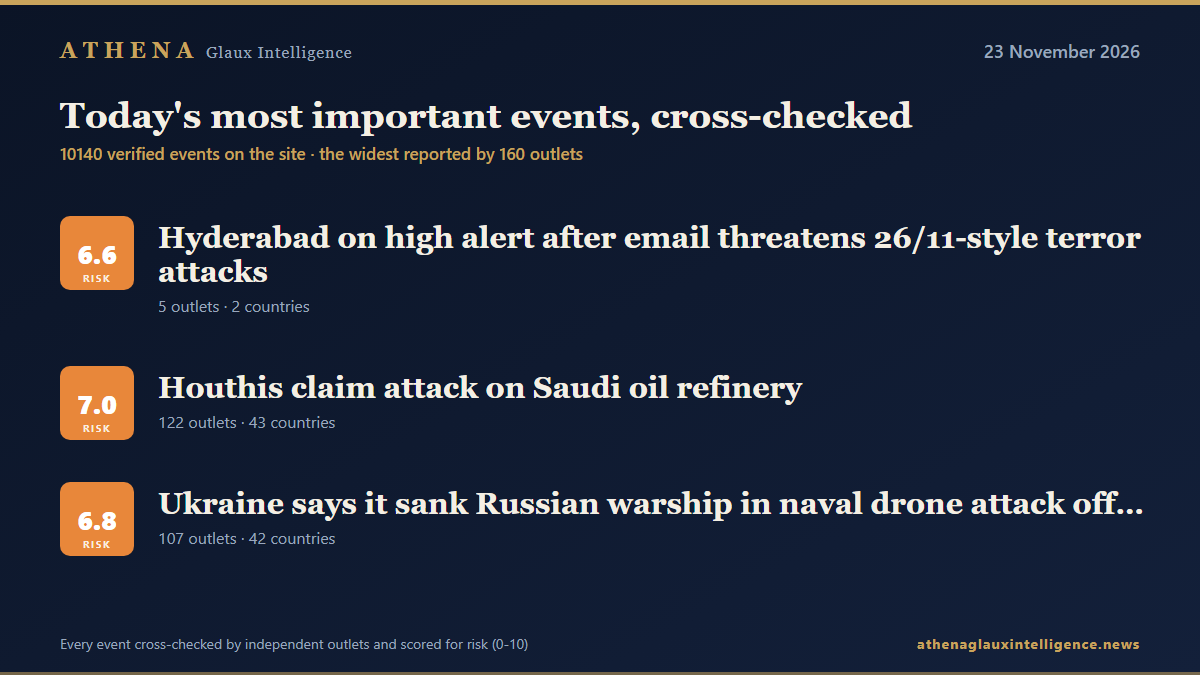 ATHENA Glaux Intelligence
23 November 2026
Today's most important events, cross-checked
10140 verified events on the site · the widest reported by 160 outlets
6.6
RISK
Hyderabad on high alert after email threatens 26/11-style terror
attacks
5 outlets · 2 countries
7.0
RISK
Houthis claim attack on Saudi oil refinery
122 outlets · 43 countries
6.8
RISK
Ukraine says it sank Russian warship in naval drone attack off…
107 outlets · 42 countries
Every event cross-checked by independent outlets and scored for risk (0-10)
athenaglauxintelligence.news